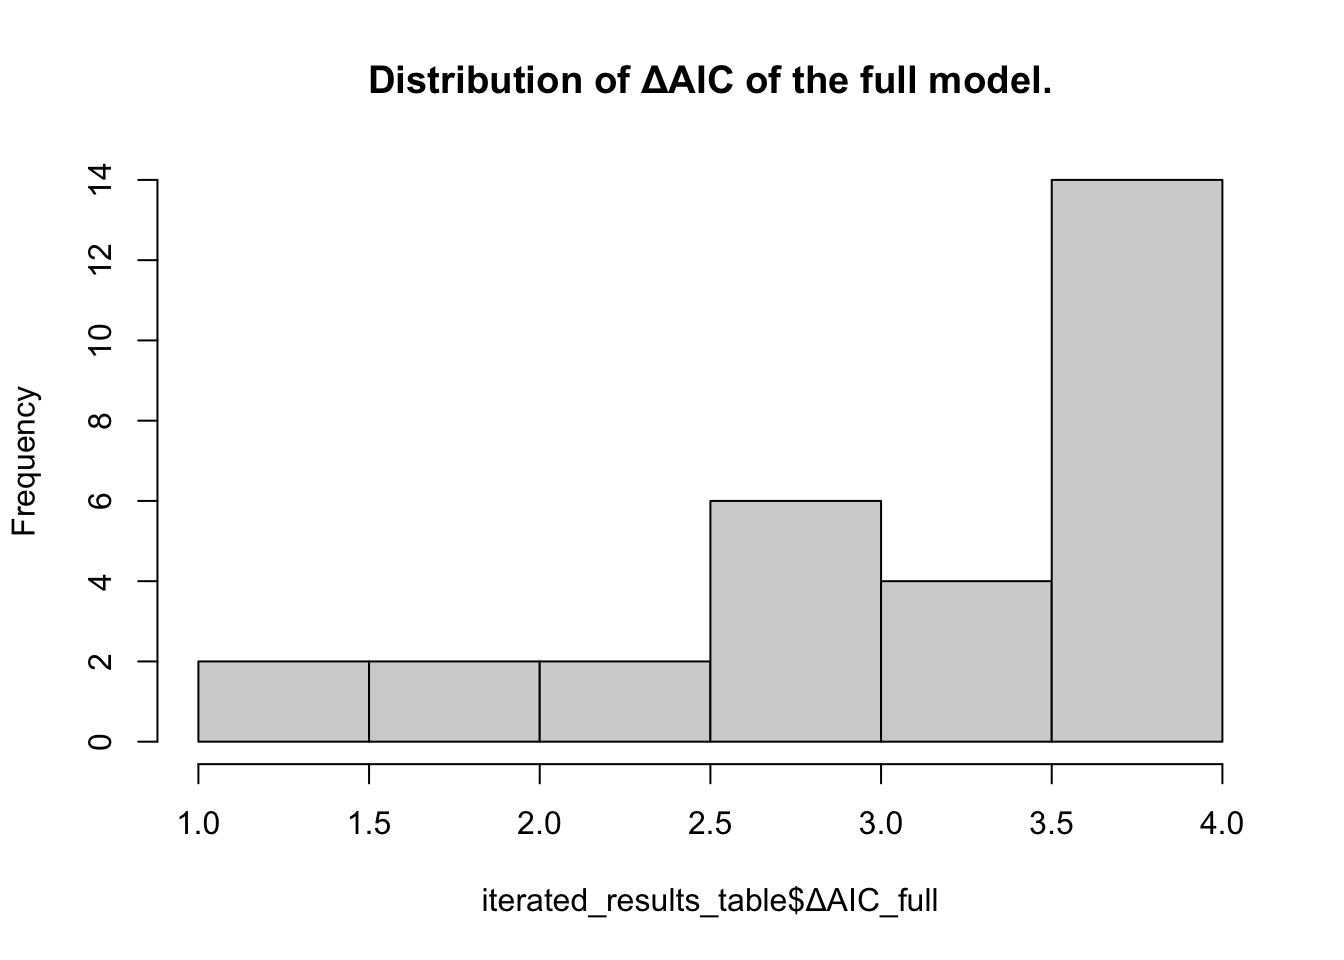 Distribution of ΔAIC of the full model.
14
12
10
8
6
4
2
0
Frequency
1.0 1.5 2.0 2.5 3.0 3.5 4.0
iterated_results_table$ΔAIC_full